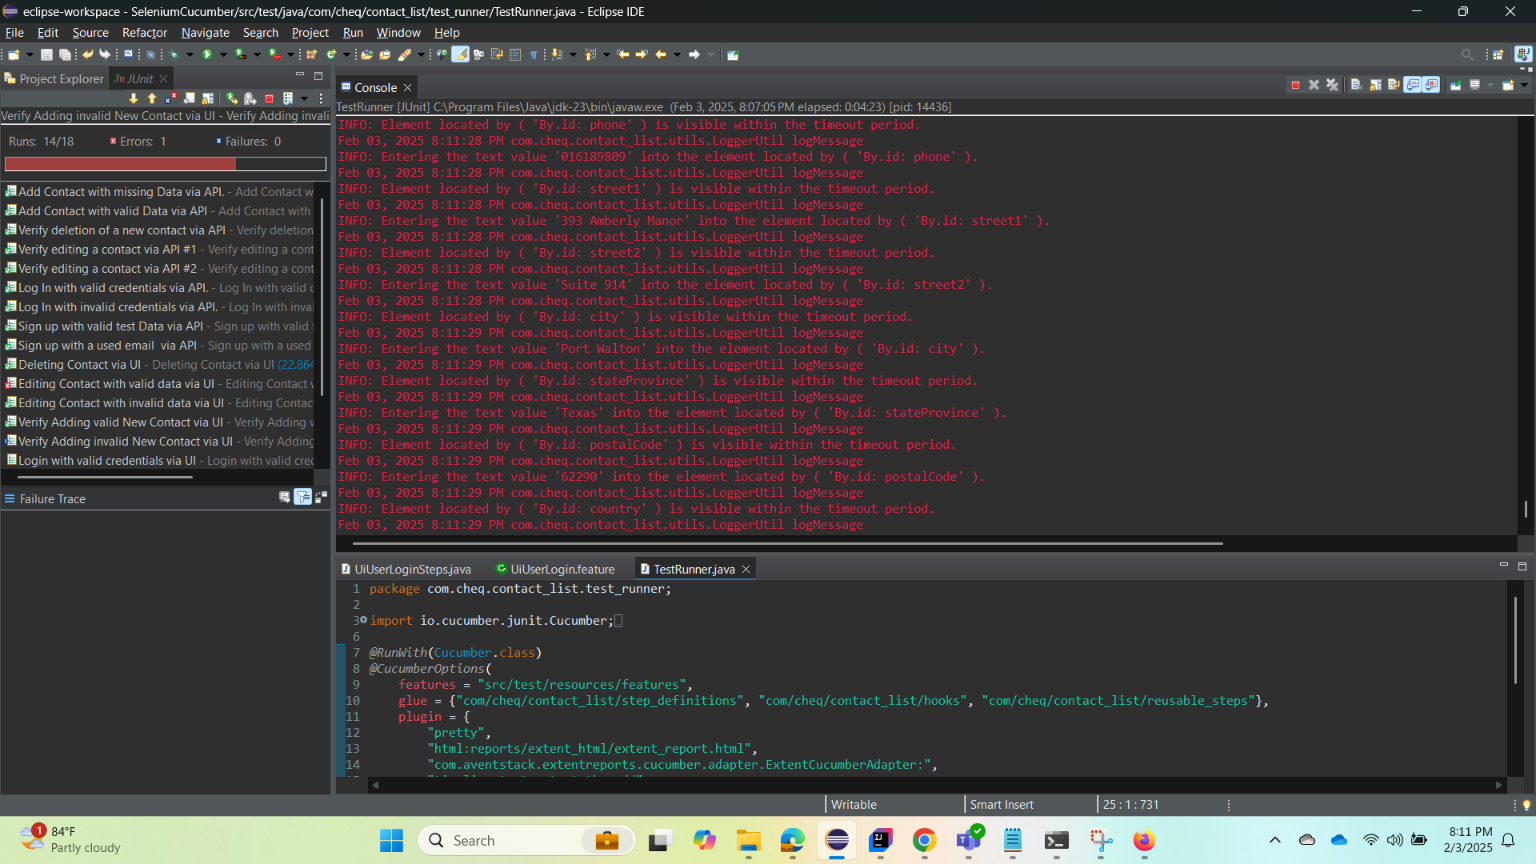 eclipse-workspace - SeleniumCucumber/src/test/java/com/cheq/contact_list/test_runner/TestRunner.java - Eclipse IDE
File Edit Source Refactor Navigate Search Project Run Window Help
Project Explorer JUnit
Console
TestRunner [JUnit] C:\Program Files\Java\jdk-23\bin\javaw.exe (Feb 3, 2025, 8:07:05 PM elapsed: 0:04:23) [pid: 14436]
Verify Adding invalid New Contact via UI - Verify Adding invali
Runs: 14/18 Errors: 1 Failures: 0
Add Contact with missing Data via API. - Add Contact w
Add Contact with valid Data via API - Add Contact with
Verify deletion of a new contact via API - Verify deletion
Verify editing a contact via API #1 - Verify editing a cont
Verify editing a contact via API #2 - Verify editing a cont
Log In with valid credentials via API. - Log In with valid c
Log In with invalid credentials via API. - Log In with inva
Sign up with valid test Data via API - Sign up with valid
Sign up with a used email via API - Sign up with a used
Deleting Contact via UI - Deleting Contact via UI (22.864
Editing Contact with valid data via UI - Editing Contact
Editing Contact with invalid data via UI - Editing Contac
Verify Adding valid New Contact via UI - Verify Adding
Verify Adding invalid New Contact via UI - Verify Adding
Login with valid credentials via UI - Login with valid cred
Failure Trace
INFO: Element located by ( 'By.id: phone' ) is visible within the timeout period.
Feb 03, 2025 8:11:28 PM com.cheq.contact_list.utils.LoggerUtil logMessage
INFO: Entering the text value '016189809' into the element located by ( 'By.id: phone' ).
Feb 03, 2025 8:11:28 PM com.cheq.contact_list.utils.LoggerUtil logMessage
INFO: Element located by ( 'By.id: street1' ) is visible within the timeout period.
Feb 03, 2025 8:11:28 PM com.cheq.contact_list.utils.LoggerUtil logMessage
INFO: Entering the text value '393 Amberly Manor' into the element located by ( 'By.id: street1' ).
Feb 03, 2025 8:11:28 PM com.cheq.contact_list.utils.LoggerUtil logMessage
INFO: Element located by ( 'By.id: street2' ) is visible within the timeout period.
Feb 03, 2025 8:11:28 PM com.cheq.contact_list.utils.LoggerUtil logMessage
INFO: Entering the text value 'Suite 914' into the element located by ( 'By.id: street2' ).
Feb 03, 2025 8:11:28 PM com.cheq.contact_list.utils.LoggerUtil logMessage
INFO: Element located by ( 'By.id: city' ) is visible within the timeout period.
Feb 03, 2025 8:11:29 PM com.cheq.contact_list.utils.LoggerUtil logMessage
INFO: Entering the text value 'Port Walton' into the element located by ( 'By.id: city' ).
Feb 03, 2025 8:11:29 PM com.cheq.contact_list.utils.LoggerUtil logMessage
INFO: Element located by ( 'By.id: stateProvince' ) is visible within the timeout period.
Feb 03, 2025 8:11:29 PM com.cheq.contact_list.utils.LoggerUtil logMessage
INFO: Entering the text value 'Texas' into the element located by ( 'By.id: stateProvince' ).
Feb 03, 2025 8:11:29 PM com.cheq.contact_list.utils.LoggerUtil logMessage
INFO: Element located by ( 'By.id: postalCode' ) is visible within the timeout period.
Feb 03, 2025 8:11:29 PM com.cheq.contact_list.utils.LoggerUtil logMessage
INFO: Entering the text value '62290' into the element located by ( 'By.id: postalCode' ).
Feb 03, 2025 8:11:29 PM com.cheq.contact_list.utils.LoggerUtil logMessage
INFO: Element located by ( 'By.id: country' ) is visible within the timeout period.
Feb 03, 2025 8:11:29 PM com.cheq.contact_list.utils.LoggerUtil logMessage
UiUserLoginSteps.java UiUserLogin.feature TestRunner.java
1 package com.cheq.contact_list.test_runner;
2
3 import io.cucumber.junit.Cucumber;
6
7 @RunWith(Cucumber.class)
8 @CucumberOptions(
9 features = "src/test/resources/features",
10 glue = {"com/cheq/contact_list/step_definitions", "com/cheq/contact_list/hooks", "com/cheq/contact_list/reusable_steps"},
11 plugin = {
12 "pretty",
13 "html:reports/extent_html/extent_report.html",
14 "com.aventstack.extentreports.cucumber.adapter.ExtentCucumberAdapter:",
Writable Smart Insert 25 : 1 : 731
1
84°F
Partly cloudy
Search
8:11 PM
2/3/2025